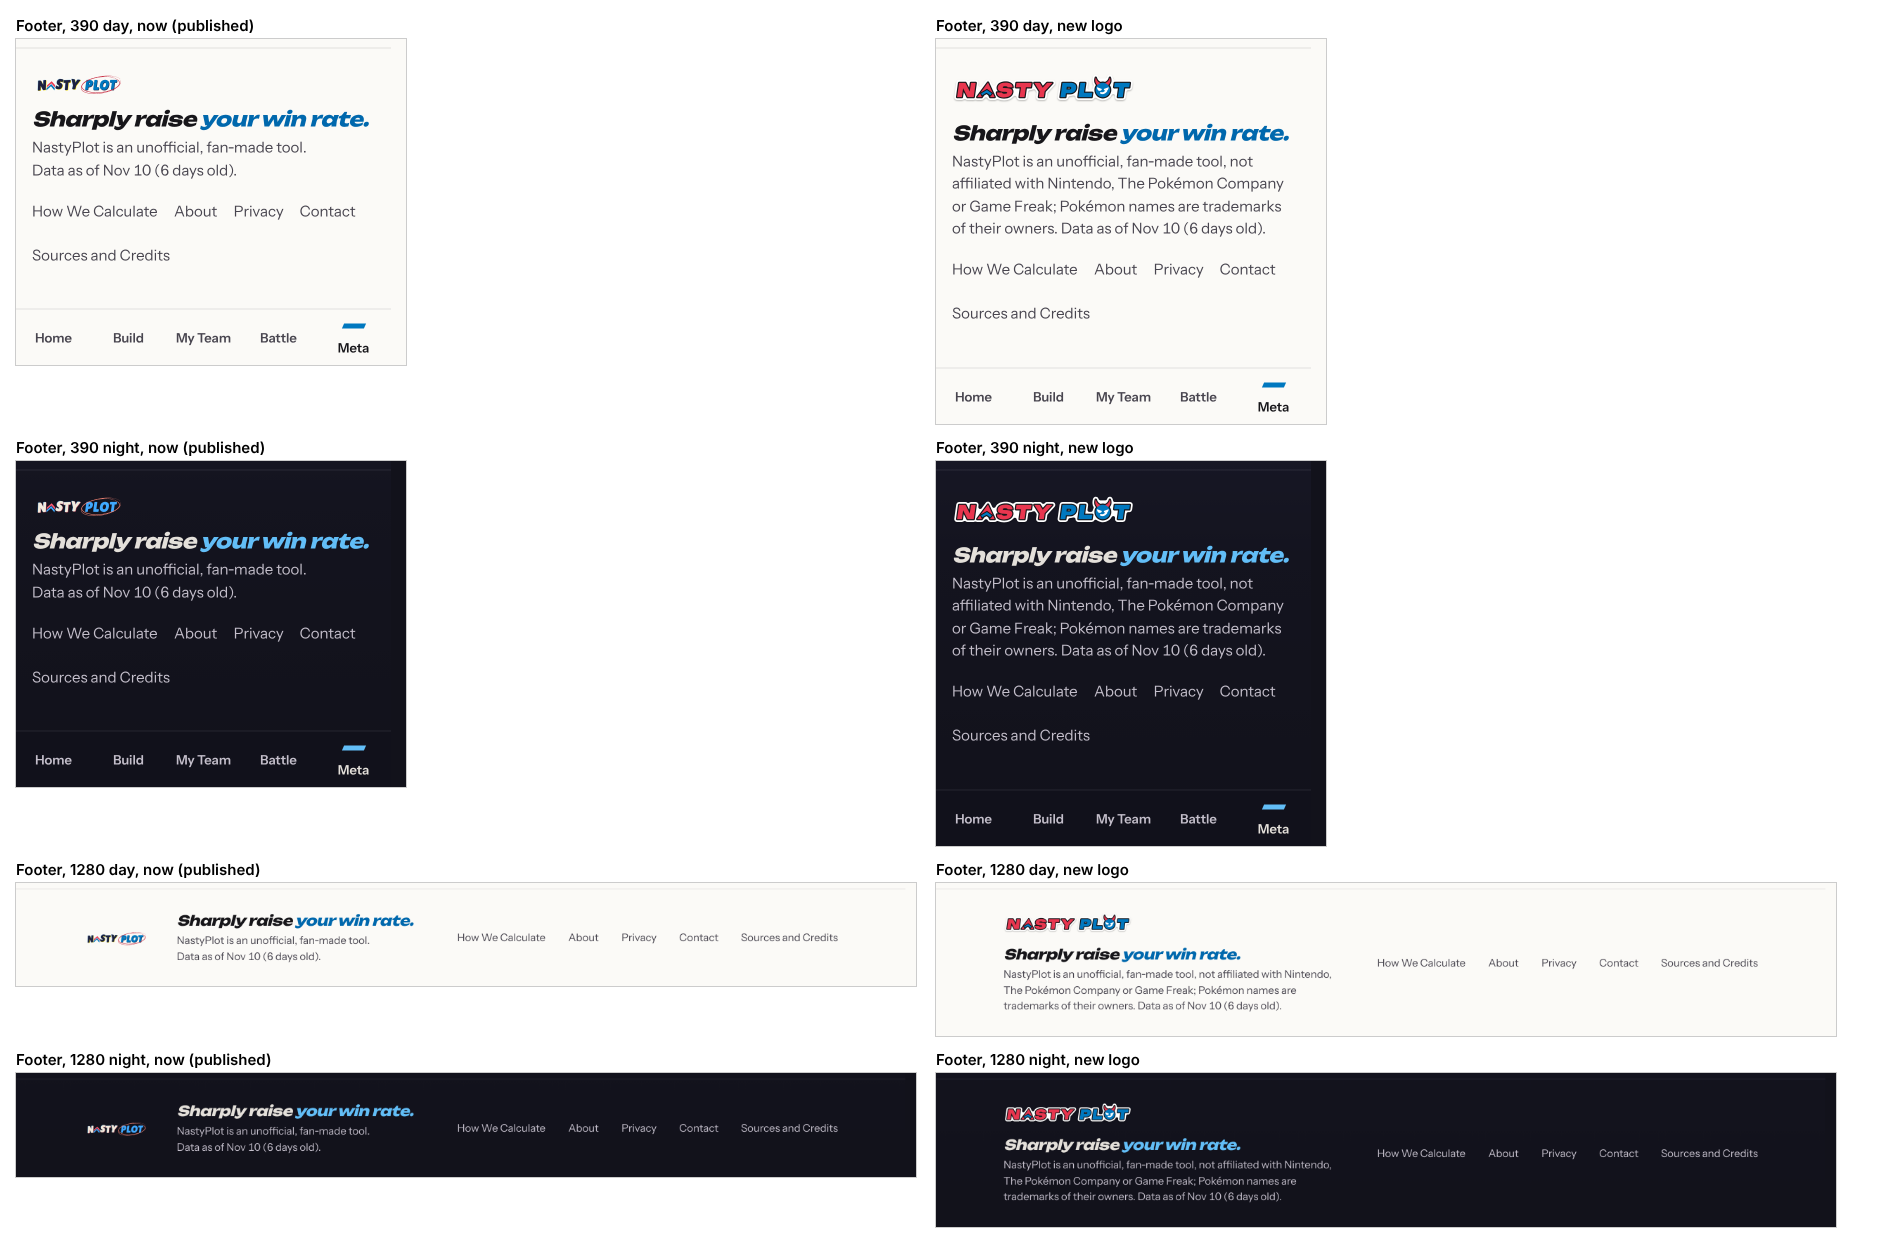 Footer, 390 day, now (published)
NASTY PLOT
Sharply raise your win rate.
NastyPlot is an unofficial, fan-made tool.
Data as of Nov 10 (6 days old).
How We Calculate About Privacy Contact
Sources and Credits
Home Build My Team Battle Meta
Footer, 390 day, new logo
NASTY PLOT
Sharply raise your win rate.
NastyPlot is an unofficial, fan-made tool, not
affiliated with Nintendo, The Pokémon Company
or Game Freak; Pokémon names are trademarks
of their owners. Data as of Nov 10 (6 days old).
How We Calculate About Privacy Contact
Sources and Credits
Home Build My Team Battle Meta
Footer, 390 night, now (published)
NASTY PLOT
Sharply raise your win rate.
NastyPlot is an unofficial, fan-made tool.
Data as of Nov 10 (6 days old).
How We Calculate About Privacy Contact
Sources and Credits
Home Build My Team Battle Meta
Footer, 390 night, new logo
NASTY PLOT
Sharply raise your win rate.
NastyPlot is an unofficial, fan-made tool, not
affiliated with Nintendo, The Pokémon Company
or Game Freak; Pokémon names are trademarks
of their owners. Data as of Nov 10 (6 days old).
How We Calculate About Privacy Contact
Sources and Credits
Home Build My Team Battle Meta
Footer, 1280 day, now (published)
NASTY PLOT
Sharply raise your win rate.
NastyPlot is an unofficial, fan-made tool.
Data as of Nov 10 (6 days old).
How We Calculate About Privacy Contact Sources and Credits
Footer, 1280 day, new logo
NASTY PLOT
Sharply raise your win rate.
NastyPlot is an unofficial, fan-made tool, not affiliated with Nintendo,
The Pokémon Company or Game Freak; Pokémon names are
trademarks of their owners. Data as of Nov 10 (6 days old).
How We Calculate About Privacy Contact Sources and Credits
Footer, 1280 night, now (published)
NASTY PLOT
Sharply raise your win rate.
NastyPlot is an unofficial, fan-made tool.
Data as of Nov 10 (6 days old).
How We Calculate About Privacy Contact Sources and Credits
Footer, 1280 night, new logo
NASTY PLOT
Sharply raise your win rate.
NastyPlot is an unofficial, fan-made tool, not affiliated with Nintendo,
The Pokémon Company or Game Freak; Pokémon names are
trademarks of their owners. Data as of Nov 10 (6 days old).
How We Calculate About Privacy Contact Sources and Credits